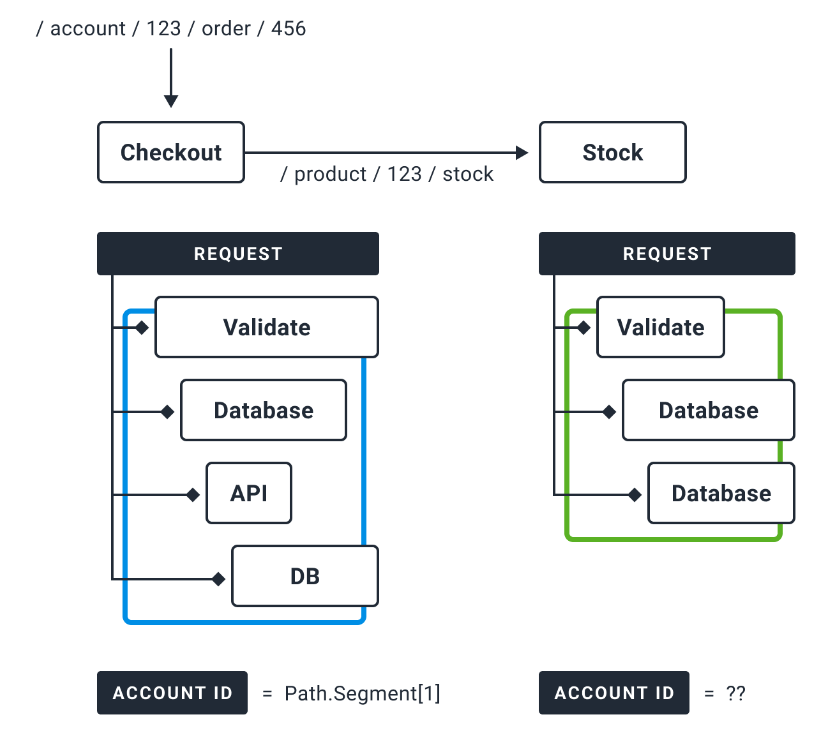 / account / 123 / order / 456
Checkout
/ product / 123 / stock
Stock
REQUEST
Validate
Database
API
DB
REQUEST
Validate
Database
Database
ACCOUNT ID = Path.Segment[1]
ACCOUNT ID = ??